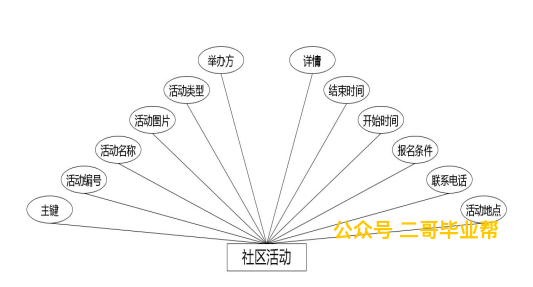 举办方
详情
活动类型
结束时间
活动图片
开始时间
活动名称
报名条件
活动编号
联系电话
主键
活动地点
公众号 二哥毕业帮
社区活动